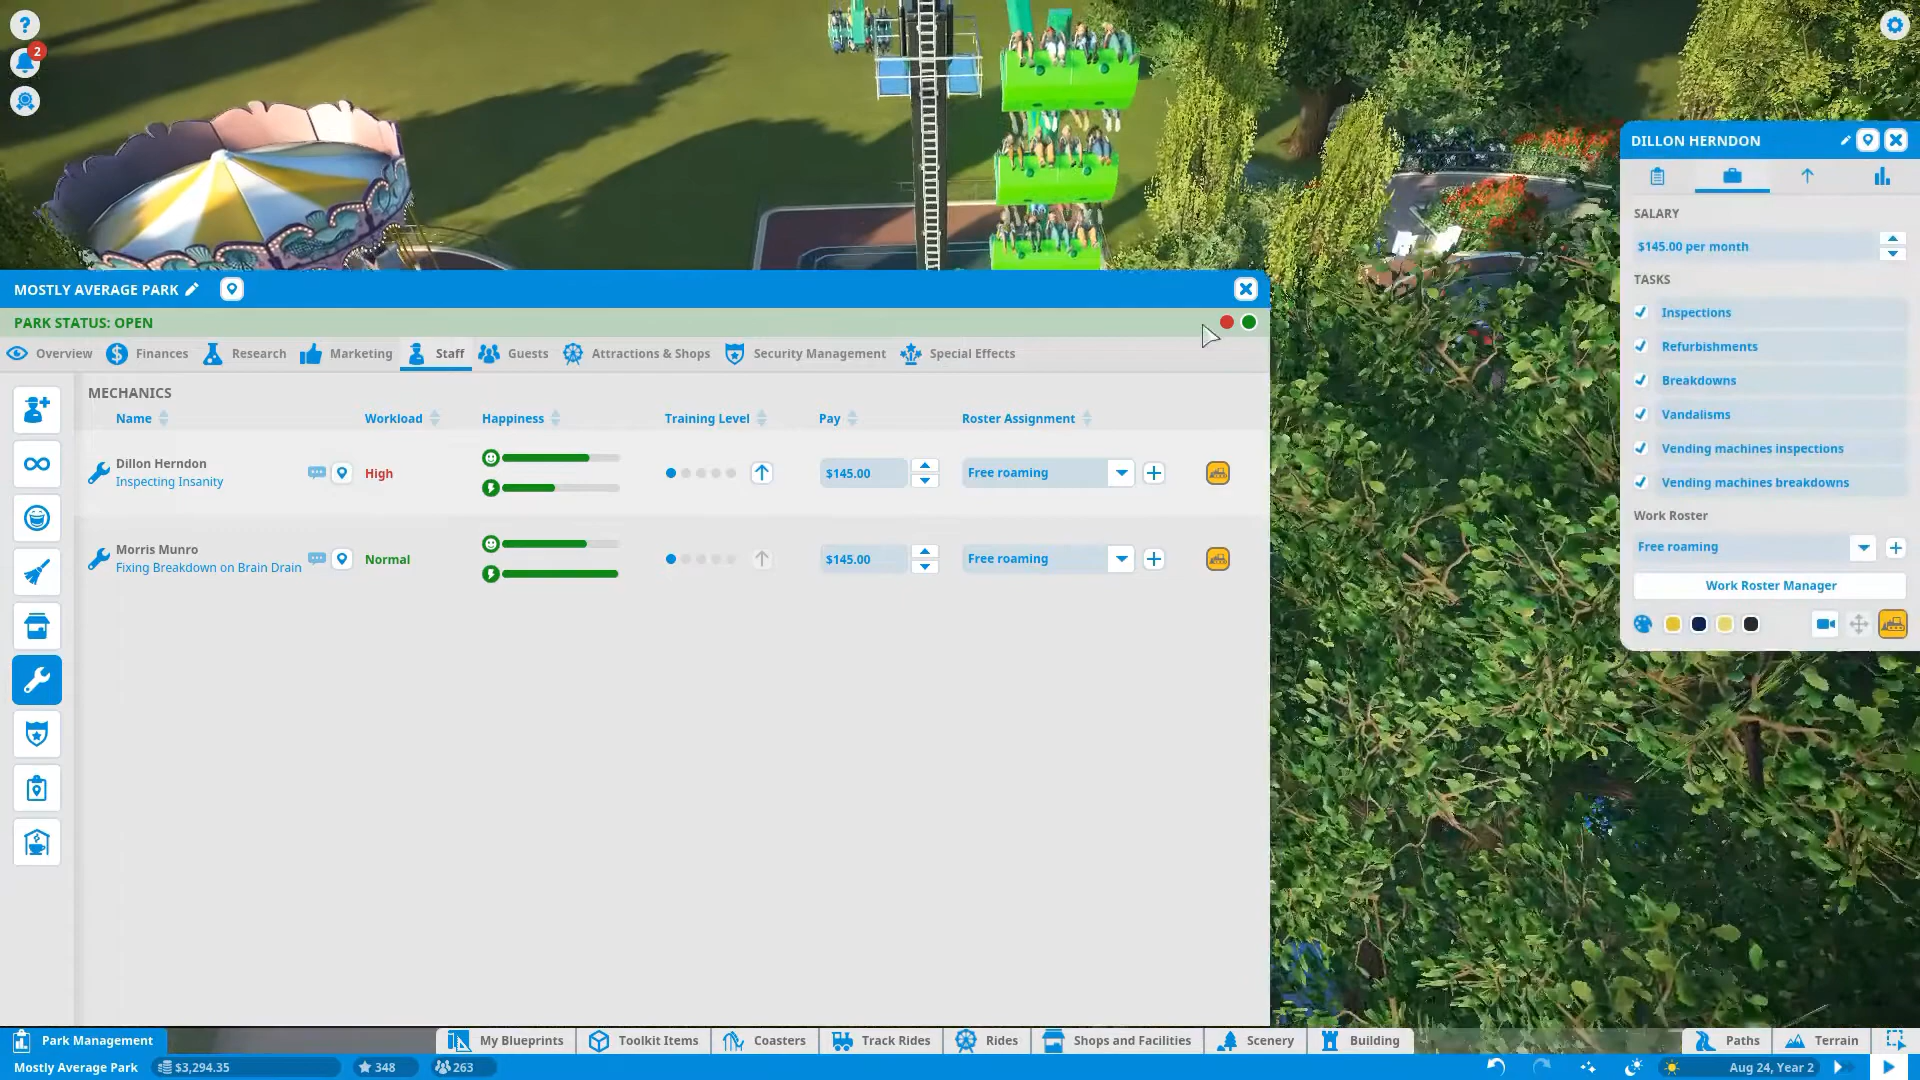 ?
2
MOSTLY AVERAGE PARK
PARK STATUS: OPEN
Overview Finances Research Marketing Staff Guests Attractions & Shops Security Management Special Effects
MECHANICS
Name Workload Happiness Training Level Pay Roster Assignment
Dillon Herndon
Inspecting Insanity
High
$145.00
Free roaming
Morris Munro
Fixing Breakdown on Brain Drain
Normal
$145.00
Free roaming
DILLON HERNDON
SALARY
$145.00 per month
TASKS
Inspections
Refurbishments
Breakdowns
Vandalisms
Vending machines inspections
Vending machines breakdowns
Work Roster
Free roaming
Work Roster Manager
Park Management My Blueprints Toolkit Items Coasters Track Rides Rides Shops and Facilities Scenery Building Paths Terrain
Mostly Average Park $3,294.35 348 263 Aug 24, Year 2